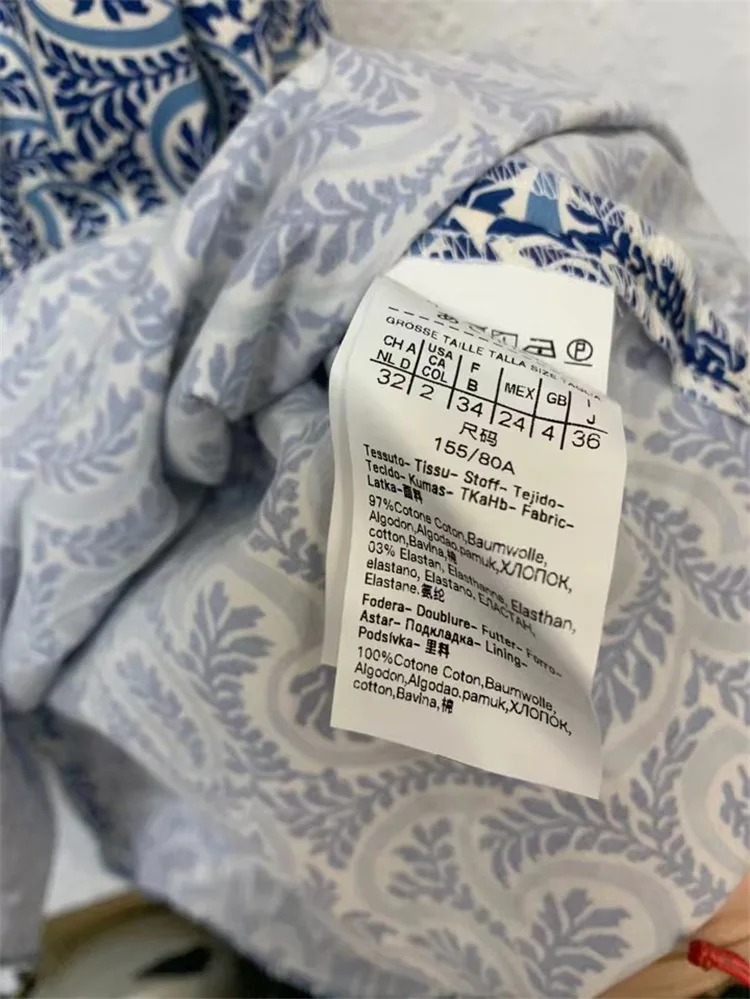 GROSSE TAILLE TALLA SIZE TAGLIA
CH A USA F MEX GB I
NL D CA B J
COL
32 2 34 24 4 36
尺码
155/80A
Tessuto- Tissu- Stoff- Tejido-
Tecido- Kumas- TKaHb- Fabric-
Latka-面料
97%Cotone Coton,Baumwolle,
Algodon,Algodao,pamuk,ХЛОПОК,
cotton,Bavlna,棉
03% Elastan, Elasthanne, Elasthan,
elastano, Elastano, ЕЛАСТАН,
Elastane.氨纶
Fodera- Doublure- Futter- Forro-
Astar- Подкладка- Lining-
Podsivka- 里料
100%Cotone Coton,Baumwolle,
Algodon,Algodao,pamuk,ХЛОПОК,
cotton,Bavlna,棉